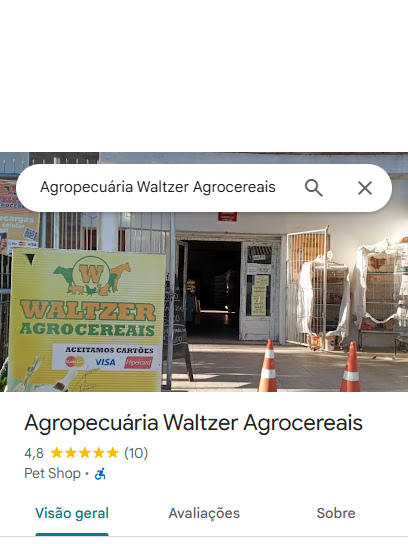 Agropecuária Waltzer Agrocereais
W
WALTZER
AGROCEREAIS
ACEITAMOS CARTÕES
VISA
Hipercard
Agropecuária Waltzer Agrocereais
4,8 ★★★★★ (10)
Pet Shop ·
Visão geral
Avaliações
Sobre